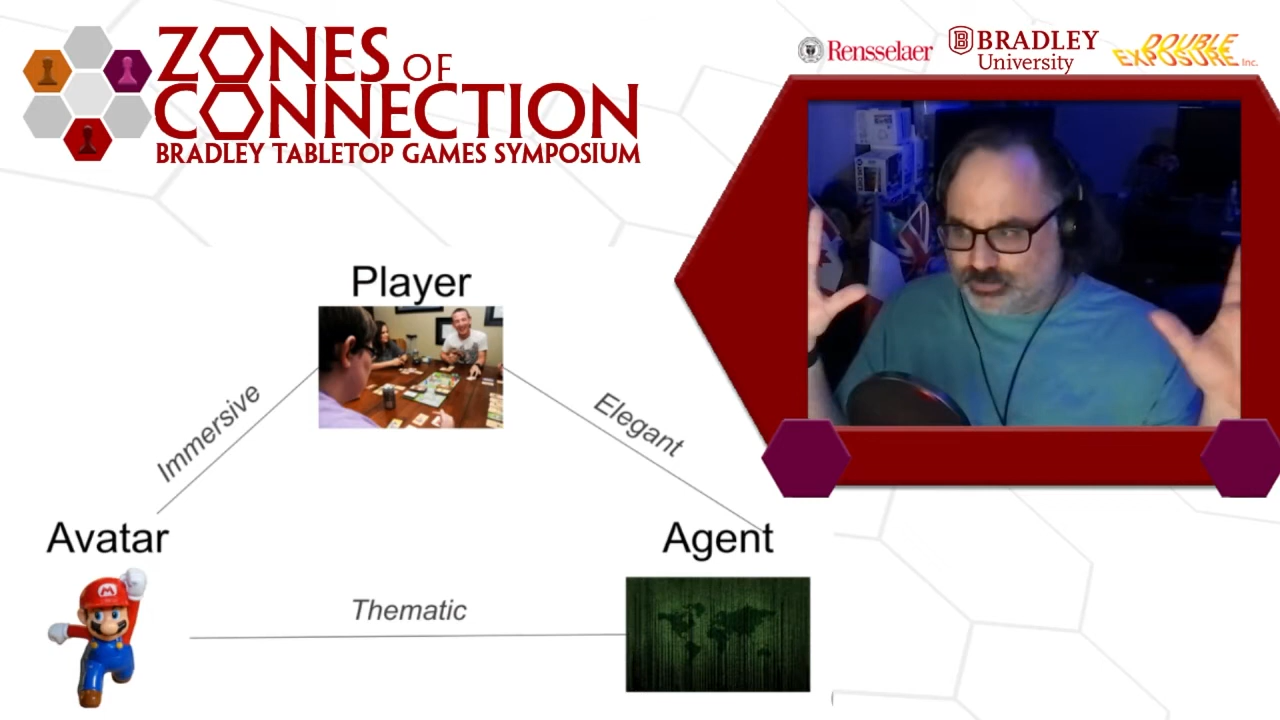 ZONES OF
CONNECTION
BRADLEY TABLETOP GAMES SYMPOSIUM
Rensselaer
BRADLEY
University
DOUBLE
EXPOSURE Inc.
Player
Immersive
Elegant
Avatar
Agent
Thematic
M